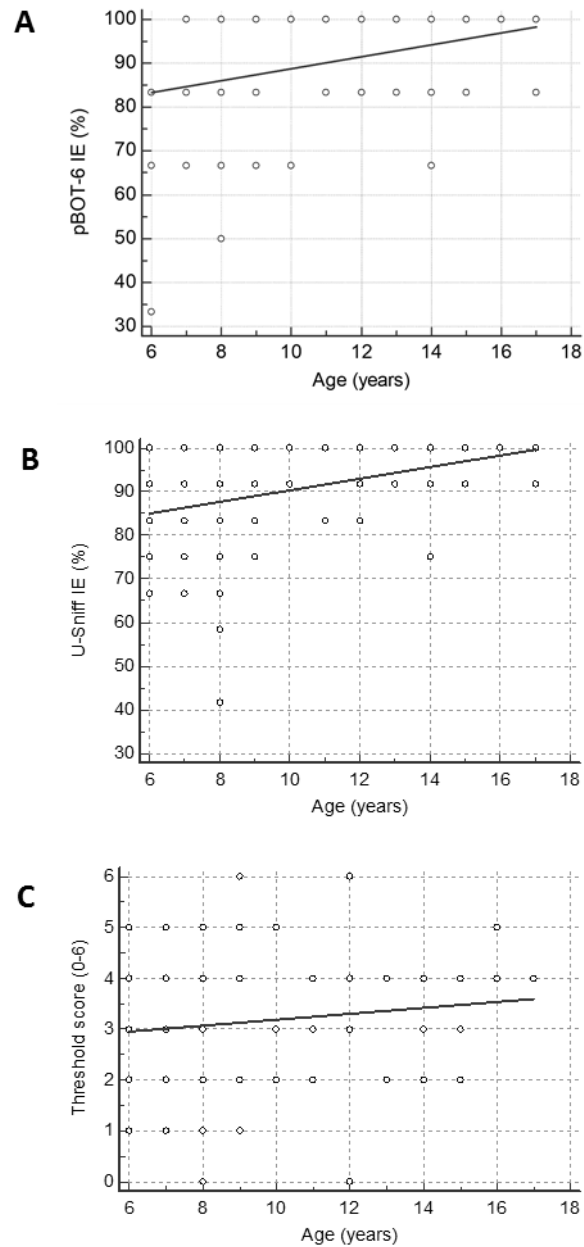 A
100
90
80
70
60
50
40
30
pBOT-6 IE (%)
6 8 10 12 14 16 18
Age (years)
B
100
90
80
70
60
50
40
30
U-Sniff IE (%)
6 8 10 12 14 16 18
Age (years)
C
6
5
4
3
2
1
0
Threshold score (0-6)
6 8 10 12 14 16 18
Age (years)